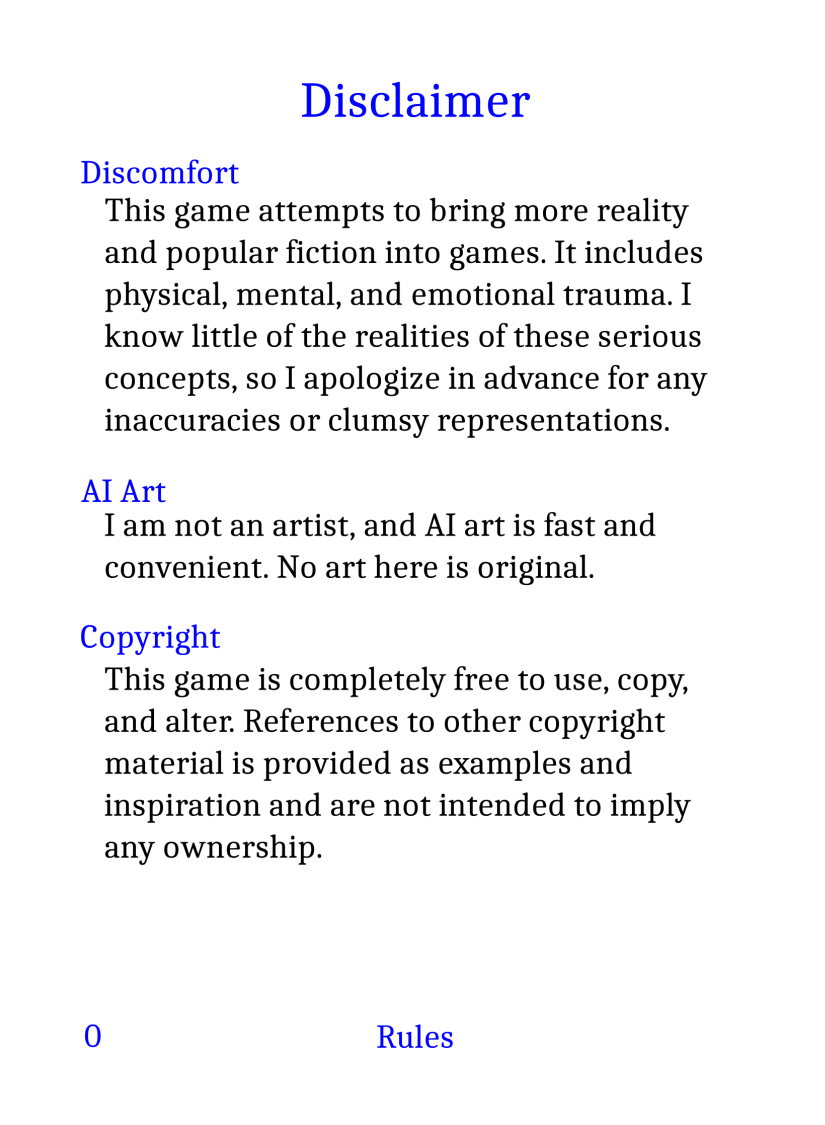 Disclaimer
Discomfort
This game attempts to bring more reality
and popular fiction into games. It includes
physical, mental, and emotional trauma. I
know little of the realities of these serious
concepts, so I apologize in advance for any
inaccuracies or clumsy representations.
AI Art
I am not an artist, and AI art is fast and
convenient. No art here is original.
Copyright
This game is completely free to use, copy,
and alter. References to other copyright
material is provided as examples and
inspiration and are not intended to imply
any ownership.
0 Rules